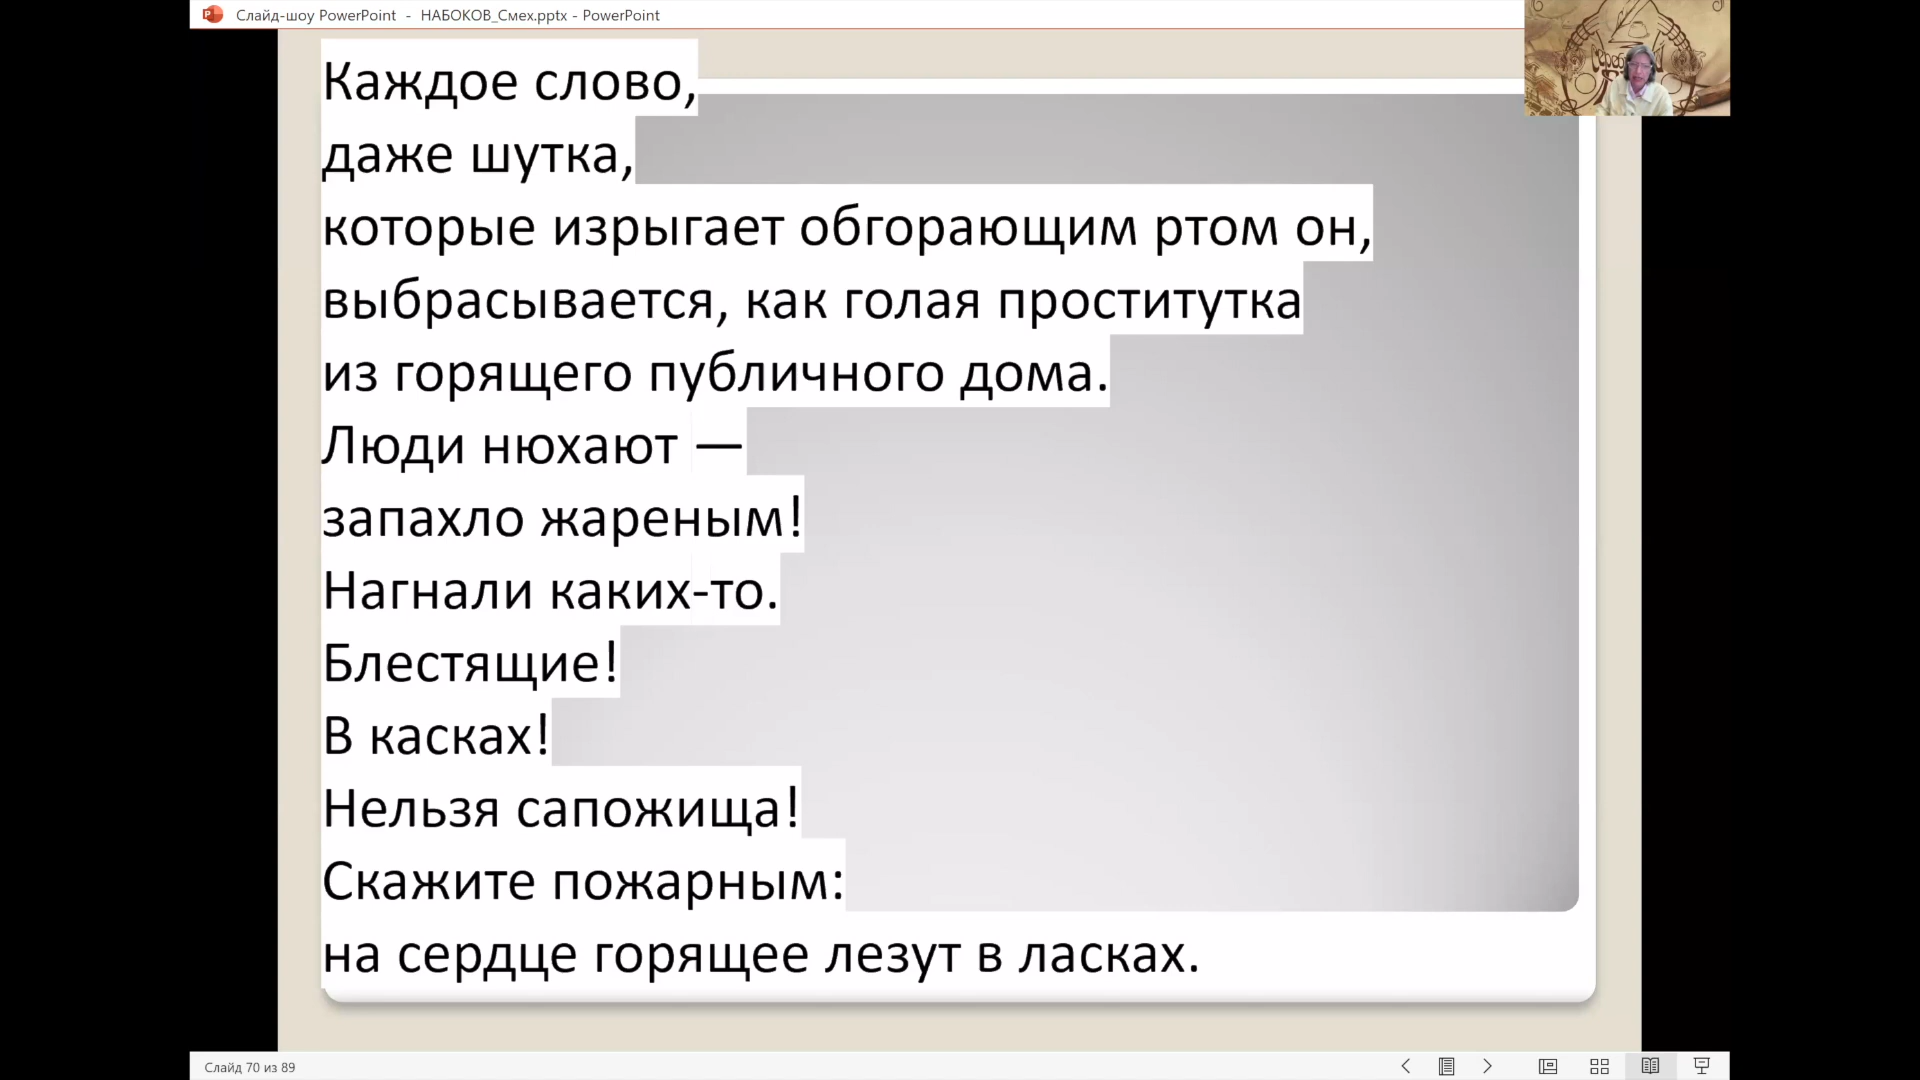 Слайд-шоу PowerPoint - НАБОКОВ_Смех.pptx - PowerPoint
Каждое слово,
даже шутка,
которые изрыгает обгорающим ртом он,
выбрасывается, как голая проститутка
из горящего публичного дома.
Люди нюхают —
запахло жареным!
Нагнали каких-то.
Блестящие!
В касках!
Нельзя сапожища!
Скажите пожарным:
на сердце горящее лезут в ласках.
Слайд 70 из 89